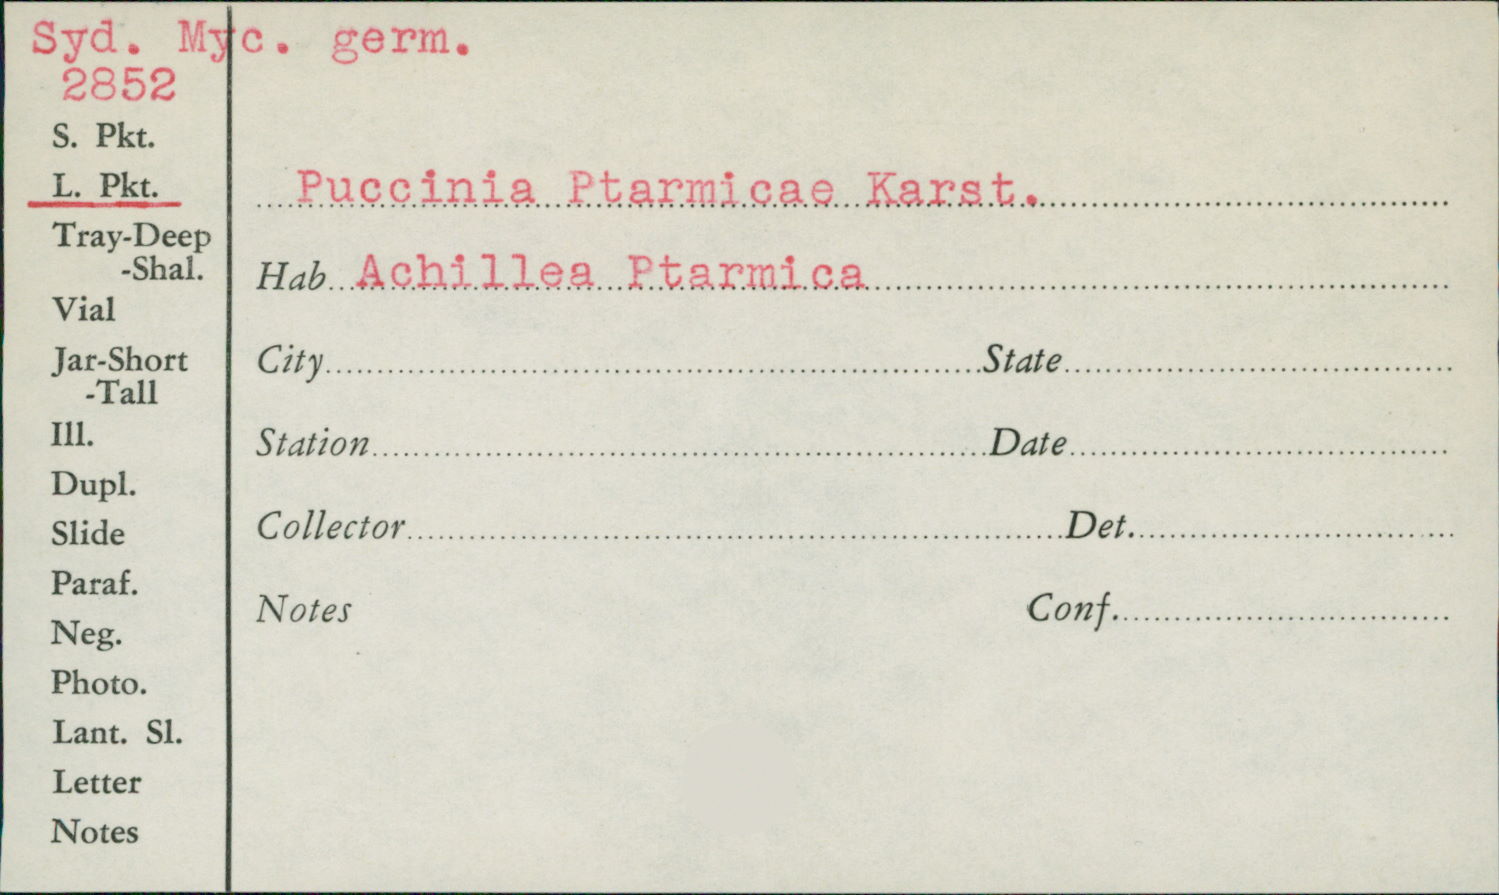 Syd. Myc. germ.
2852
S. Pkt.
L. Pkt.
Tray-Deep
-Shal.
Vial
Jar-Short
-Tall
Ill.
Dupl.
Slide
Paraf.
Neg.
Photo.
Lant. Sl.
Letter
Notes
Puccinia Ptarmicae Karst.
Hab. Achillea Ptarmica
City State
Station Date
Collector Det.
Notes Conf.